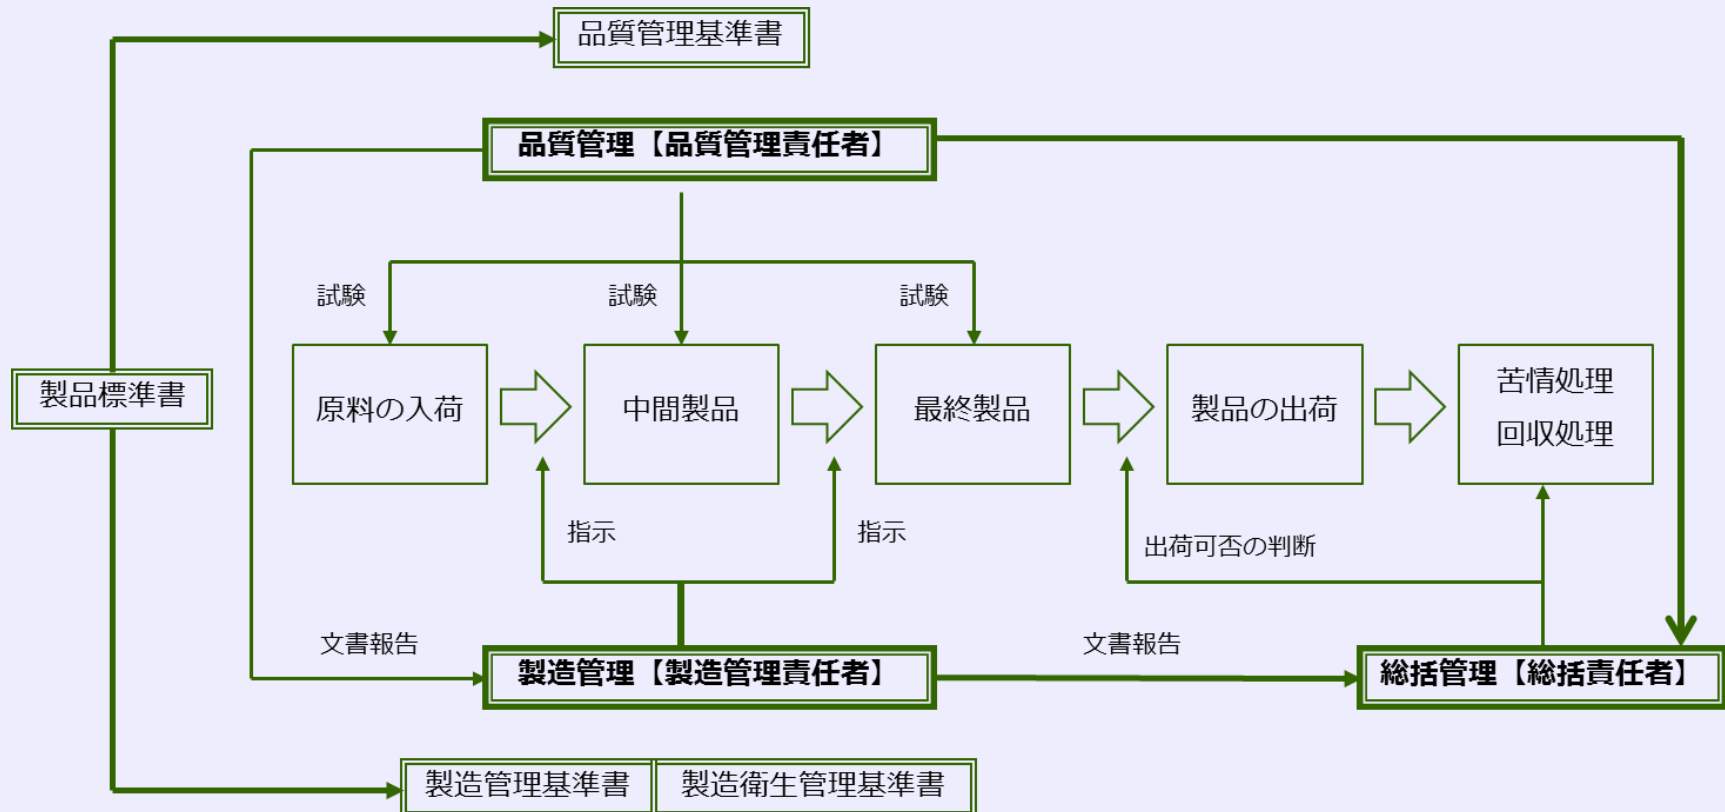 品質管理基準書
品質管理【品質管理責任者】
試験
試験
試験
製品標準書
原料の入荷
中間製品
最終製品
製品の出荷
苦情処理
回収処理
指示
指示
出荷可否の判断
文書報告
文書報告
製造管理【製造管理責任者】
総括管理【総括責任者】
製造管理基準書
製造衛生管理基準書